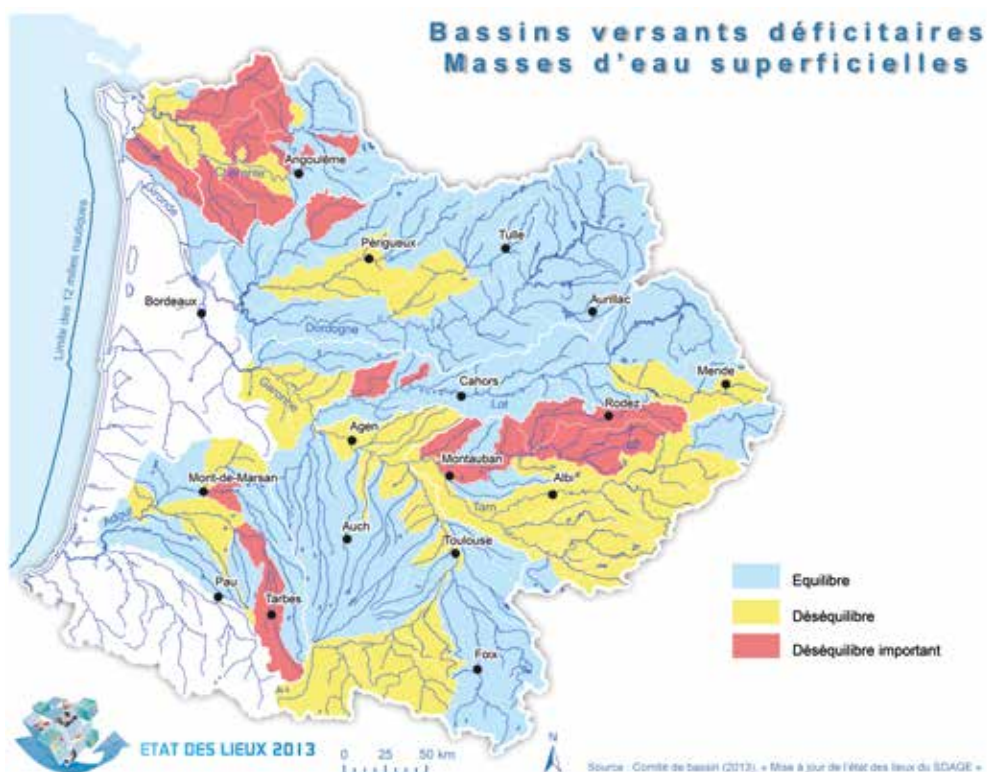 Bassins versants déficitaires
Masses d'eau superficielles
Limite des 12 miles nautiques
Gironde
Charente
Angoulême
Périgueux
Tulle
Bordeaux
Aurillac
Dordogne
Mende
Garonne
Cahors
Lot
Rodez
Agen
Montauban
Albi
Mont-de-Marsan
Tarn
Adour
Auch
Toulouse
Pau
Tarbes
Foix
Equilibre
Déséquilibre
Déséquilibre important
ETAT DES LIEUX 2013
0 25 50 km
N
Source : Comité de bassin (2013), « Mise à jour de l'état des lieux du SDAGE »